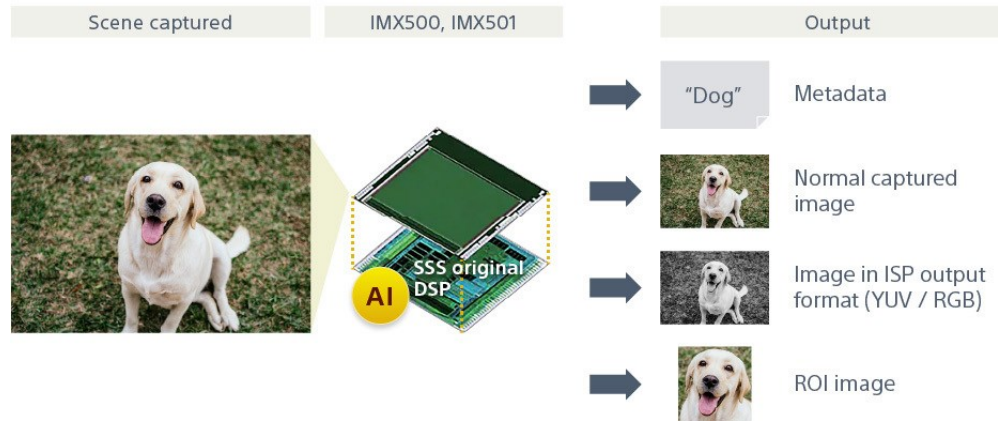 Scene captured
IMX500, IMX501
Output
“Dog”
Metadata
Normal captured
image
SSS original
DSP
AI
Image in ISP output
format (YUV / RGB)
ROI image